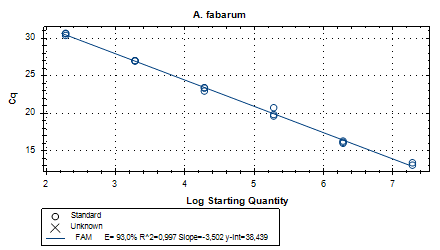 A. fabarum
30
25
20
15
Cq
2 3 4 5 6 7
Log Starting Quantity
Standard
Unknown
FAM E= 93,0% R^2=0,997 Slope=-3,502 y-int=38,439